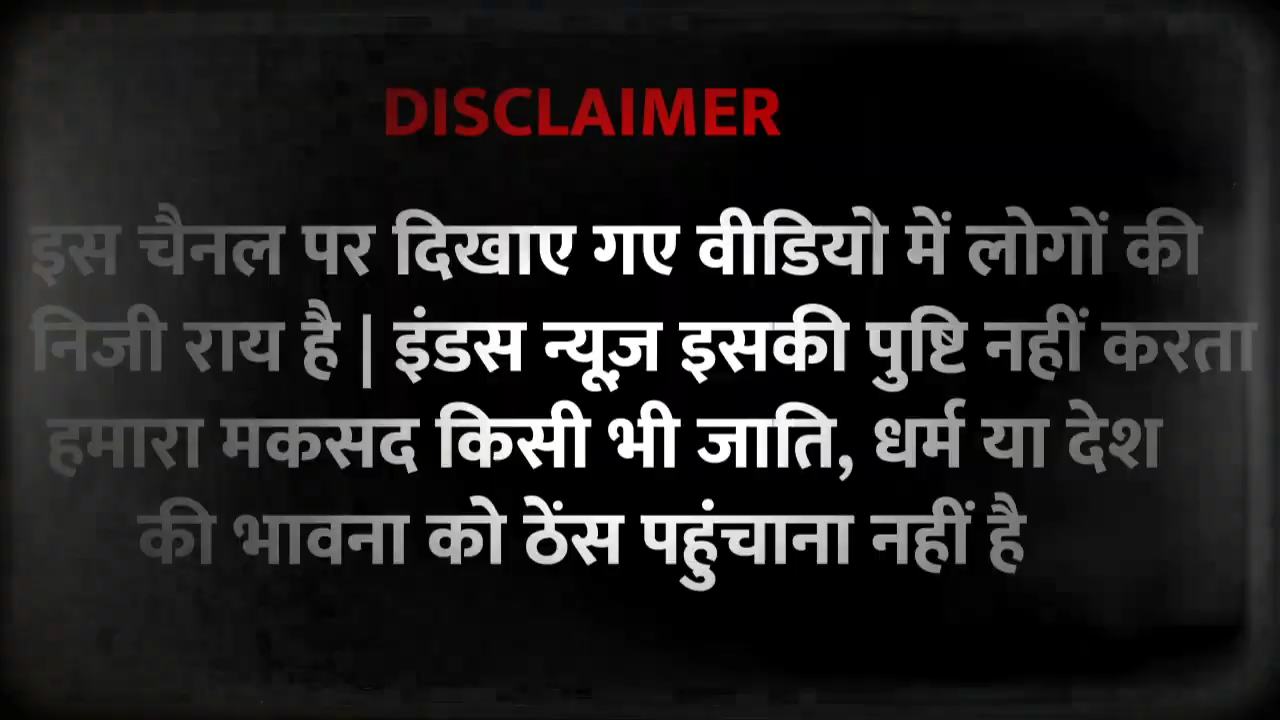 DISCLAIMER
इस चैनल पर दिखाए गए वीडियो में लोगों की
निजी राय है | इंडस न्यूज़ इसकी पुष्टि नहीं करता
हमारा मकसद किसी भी जाति, धर्म या देश
की भावना को ठेंस पहुंचाना नहीं है